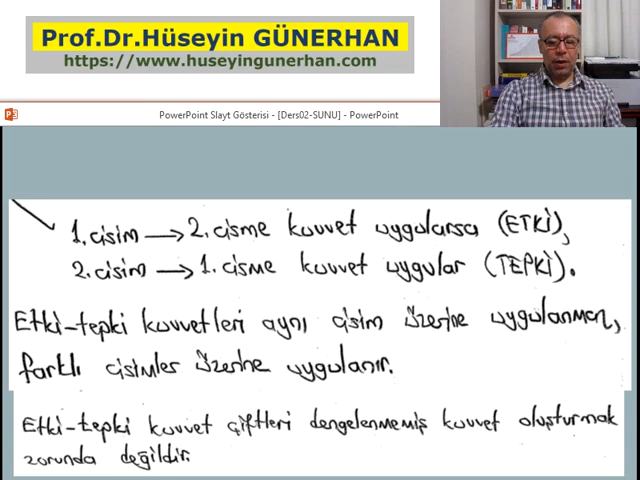 Prof.Dr.Hüseyin GÜNERHAN
https://www.huseyingunerhan.com
PowerPoint Slayt Gösterisi - [Ders02-SUNU] - PowerPoint
1. cisim → 2. cisme kuvvet uygularsa (ETKİ),
2. cisim → 1. cisme kuvvet uygular (TEPKİ).
Etki-tepki kuvvetleri aynı cisim üzerine uygulanmaz,
farklı cisimler üzerine uygulanır.
Etki-tepki kuvvet çiftleri dengelenmemiş kuvvet oluşturmak
zorunda değildir.